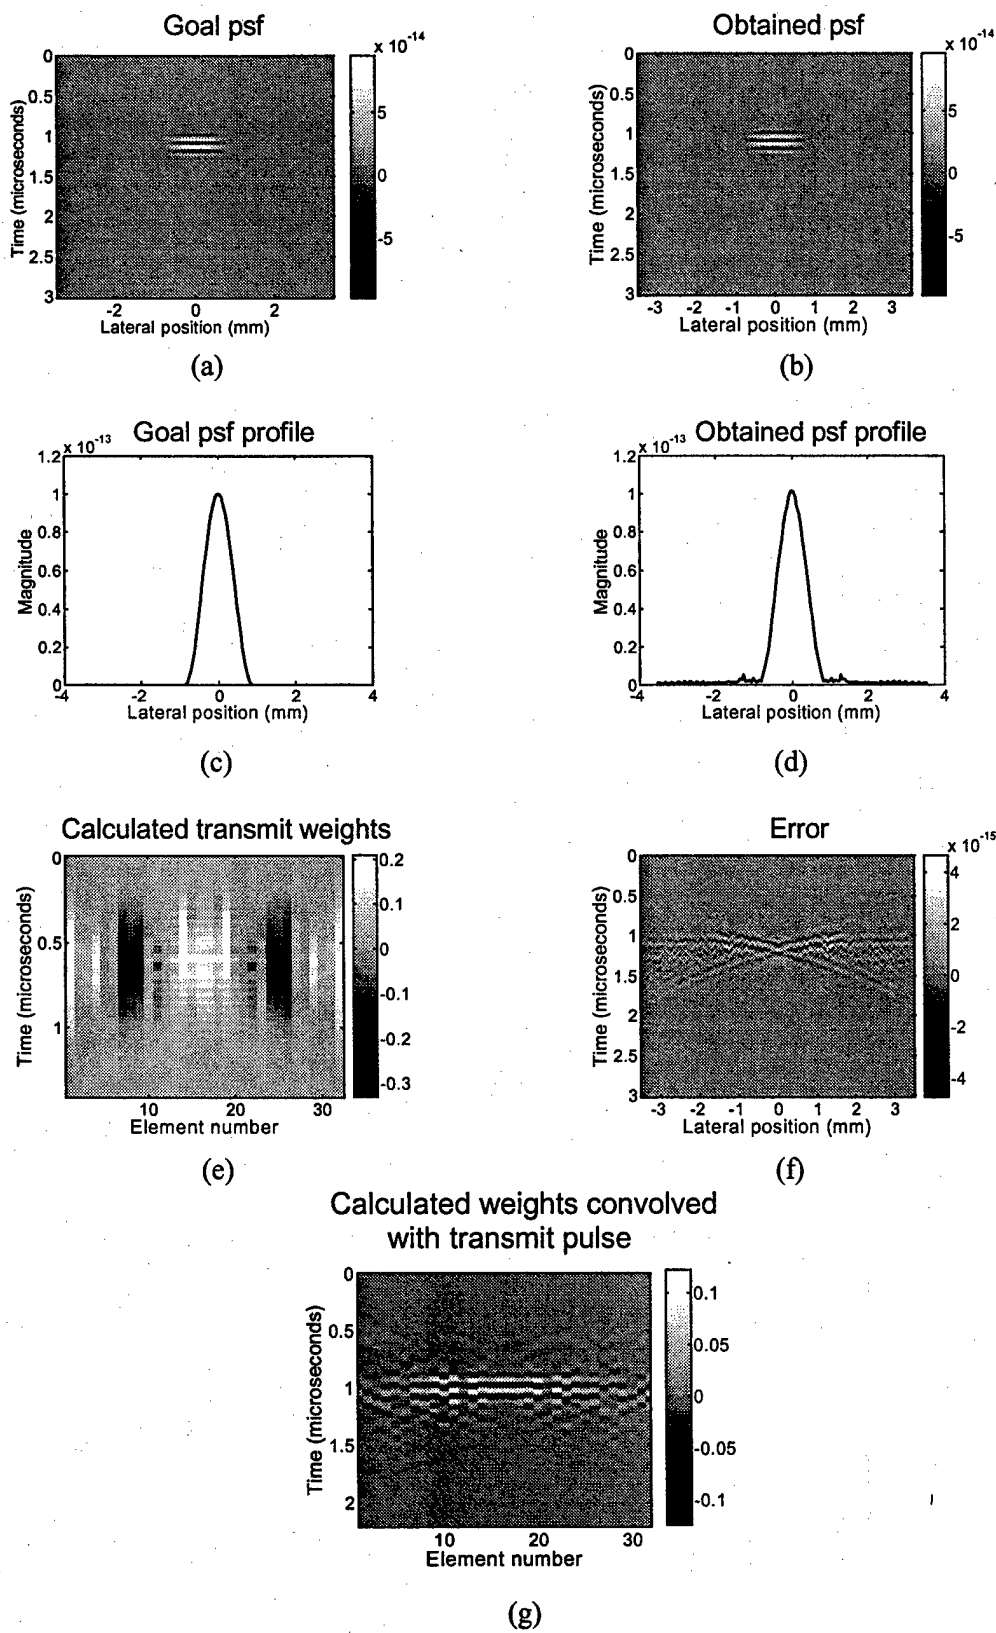 Goal psf
x 10-14
0
0.5
1
1.5
2
2.5
3
Time (microseconds)
-2 0 2
Lateral position (mm)
5
0
-5
(a)
Obtained psf
x 10-14
0
0.5
1
1.5
2
2.5
3
Time (microseconds)
-3 -2 -1 0 1 2 3
Lateral position (mm)
5
0
-5
(b)
Goal psf profile
x 10-13
1.2
1
0.8
0.6
0.4
0.2
0
Magnitude
-4 -2 0 2 4
Lateral position (mm)
(c)
Obtained psf profile
x 10-13
1.2
1
0.8
0.6
0.4
0.2
0
Magnitude
-4 -2 0 2 4
Lateral position (mm)
(d)
Calculated transmit weights
0
0.5
1
Time (microseconds)
10 20 30
Element number
0.2
0.1
0
-0.1
-0.2
-0.3
(e)
Error
x 10-15
0
0.5
1
1.5
2
2.5
3
Time (microseconds)
-3 -2 -1 0 1 2 3
Lateral position (mm)
4
2
0
-2
-4
(f)
Calculated weights convolved
with transmit pulse
0
0.5
1
1.5
2
Time (microseconds)
10 20 30
Element number
0.1
0.05
0
-0.05
-0.1
(g)